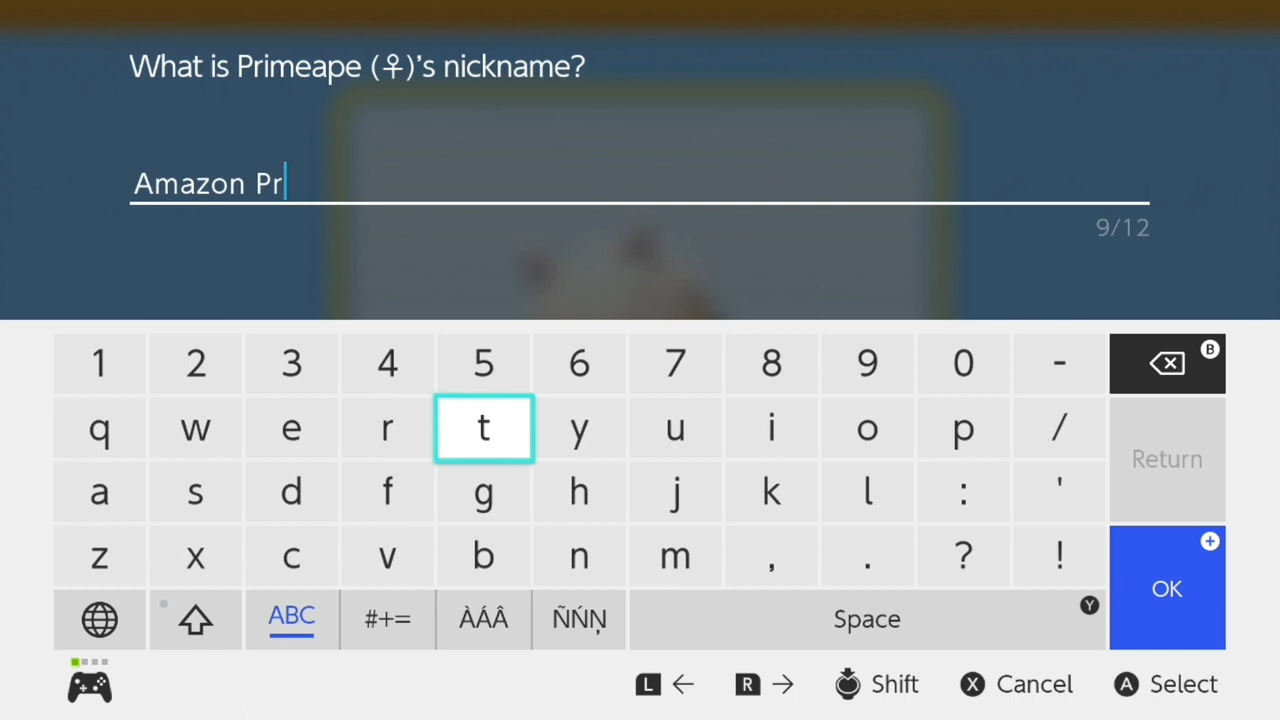 What is Primeape (♀)'s nickname?
Amazon Pr
9/12
1 2 3 4 5 6 7 8 9 0 - B
q w e r t y u i o p /
Return
a s d f g h j k l : '
z x c v b n m , . ? ! +
OK
ABC #+= ÀÁÂ ÑŃŅ Space Y
L ← R → Shift X Cancel A Select